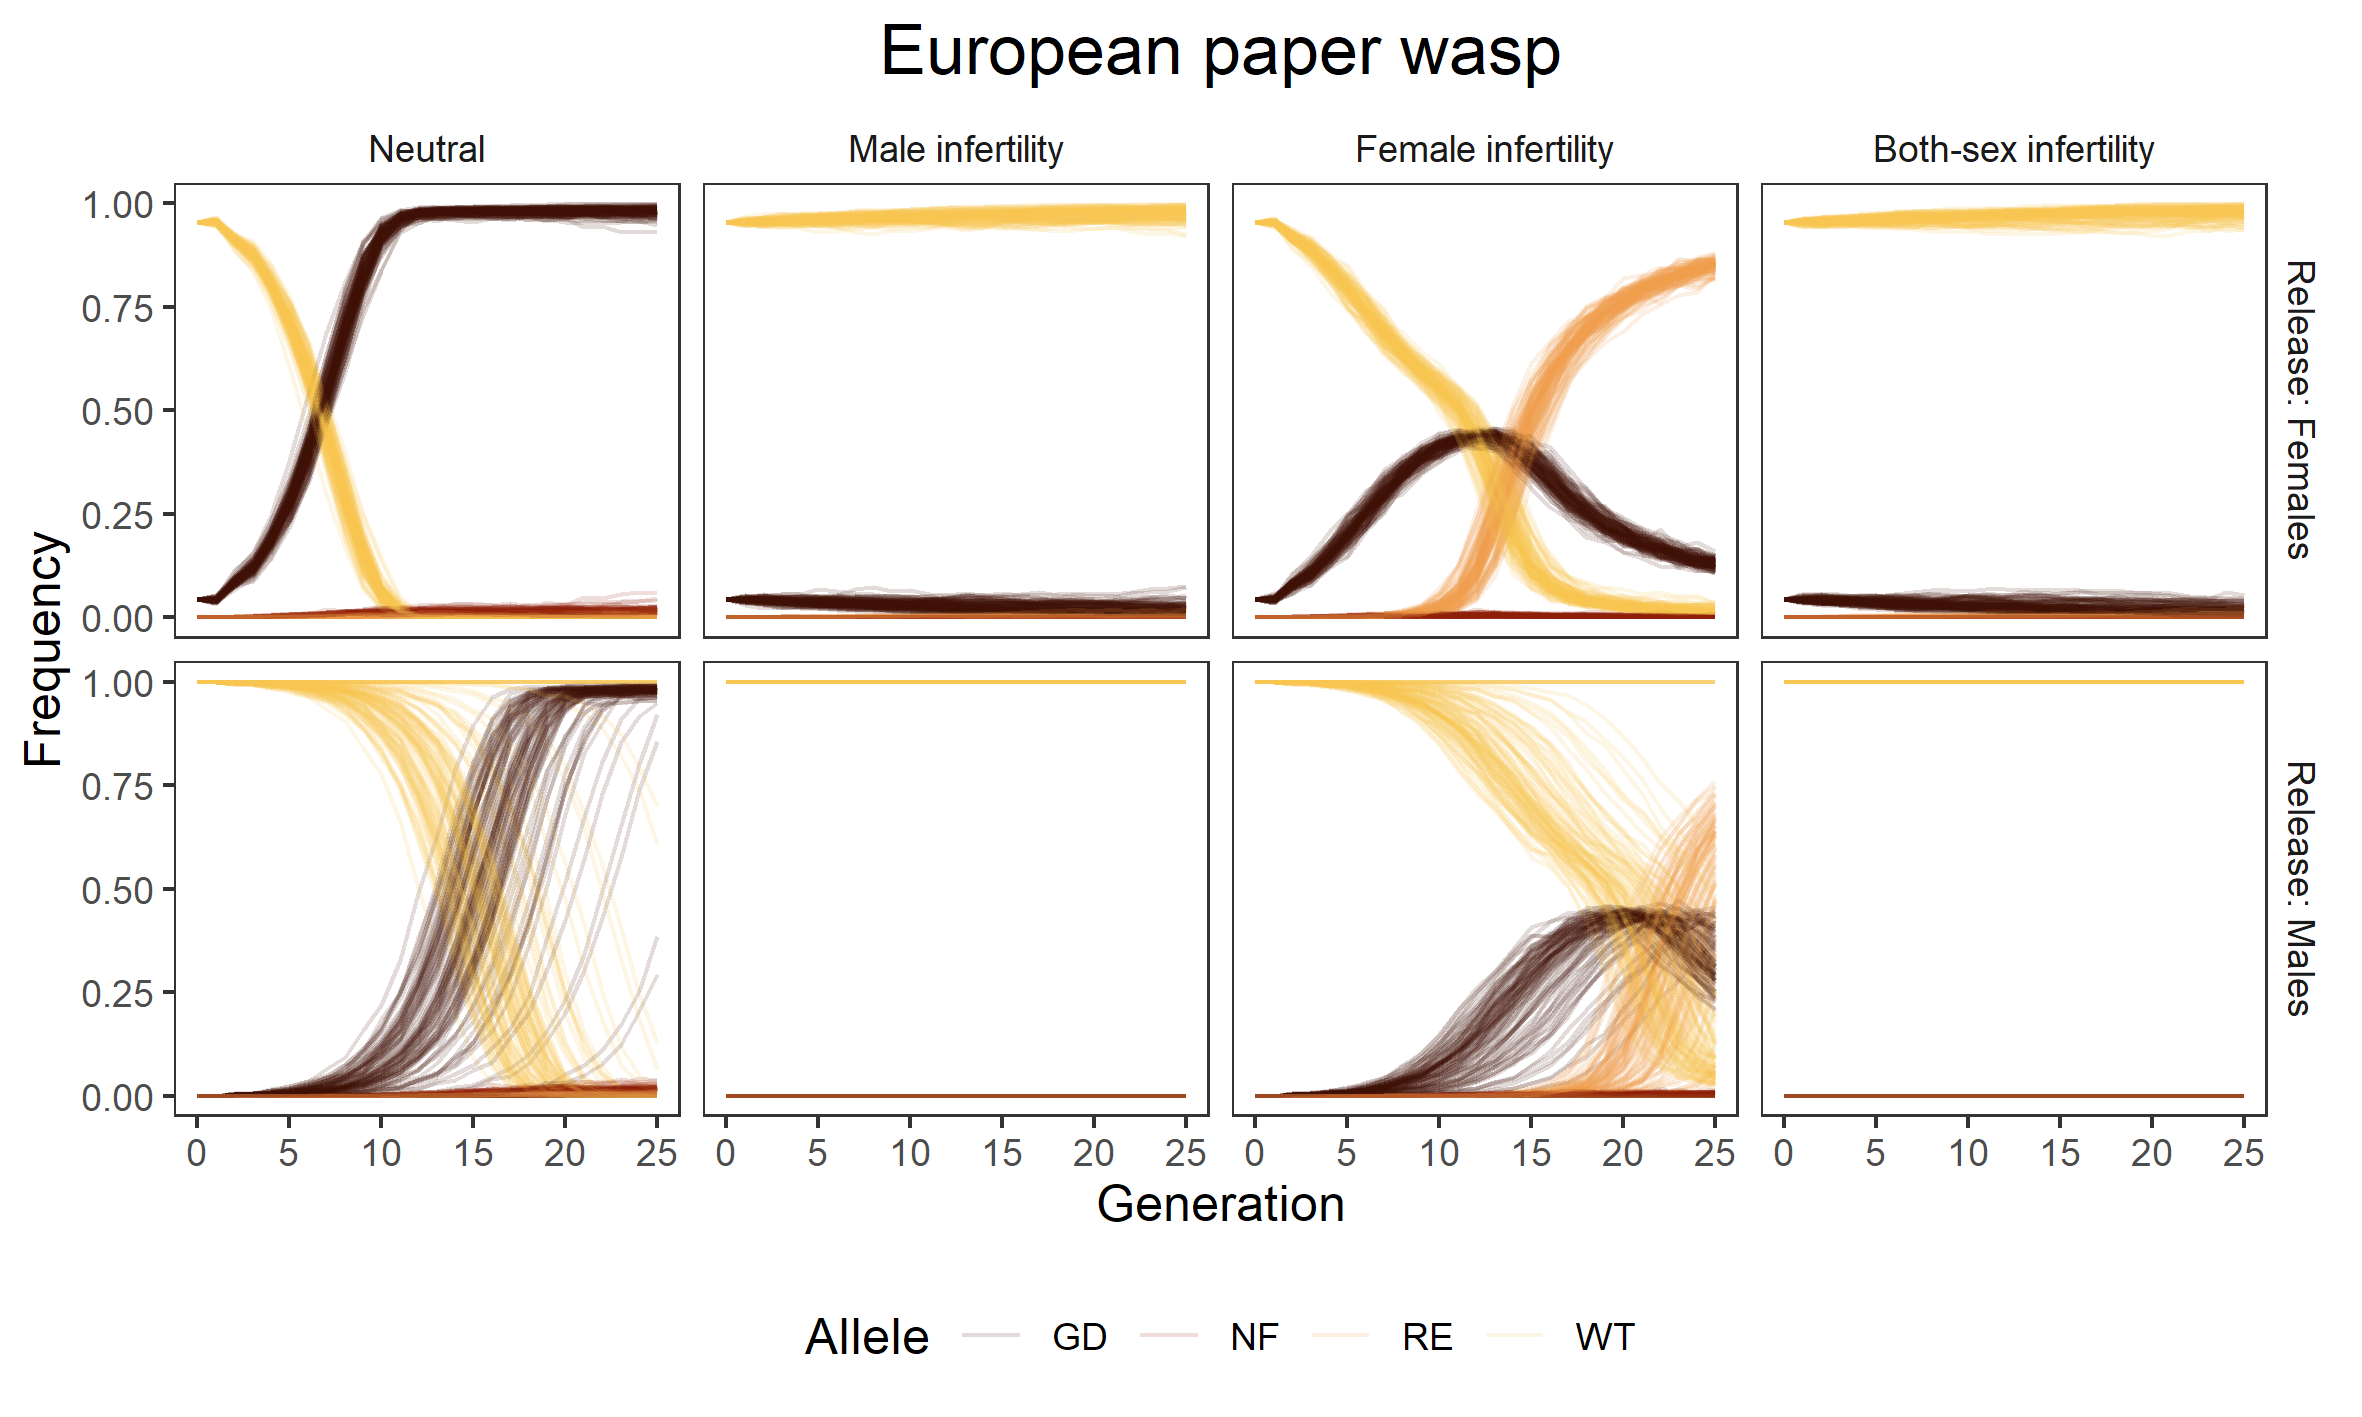 European paper wasp
Neutral Male infertility Female infertility Both-sex infertility
1.00
0.75
0.50
0.25
0.00
Release: Females
Frequency
1.00
0.75
0.50
0.25
0.00
Release: Males
0 5 10 15 20 25 0 5 10 15 20 25 0 5 10 15 20 25 0 5 10 15 20 25
Generation
Allele GD NF RE WT